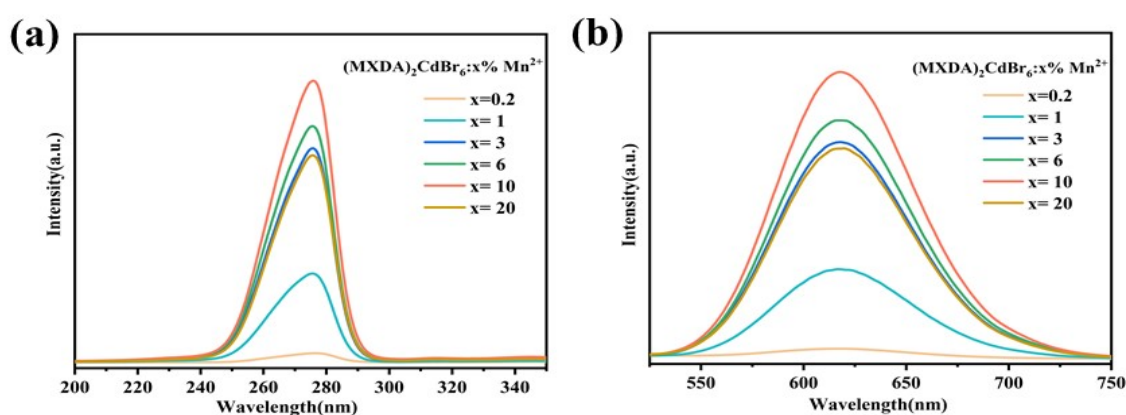 (a)
(MXDA)₂CdBr₆:x% Mn²⁺
x=0.2
x= 1
x= 3
x= 6
x= 10
x= 20
Intensity(a.u.)
200 220 240 260 280 300 320 340
Wavelength(nm)
(b)
(MXDA)₂CdBr₆:x% Mn²⁺
x=0.2
x= 1
x= 3
x= 6
x= 10
x= 20
Intensity(a.u.)
550 600 650 700 750
Wavelength(nm)